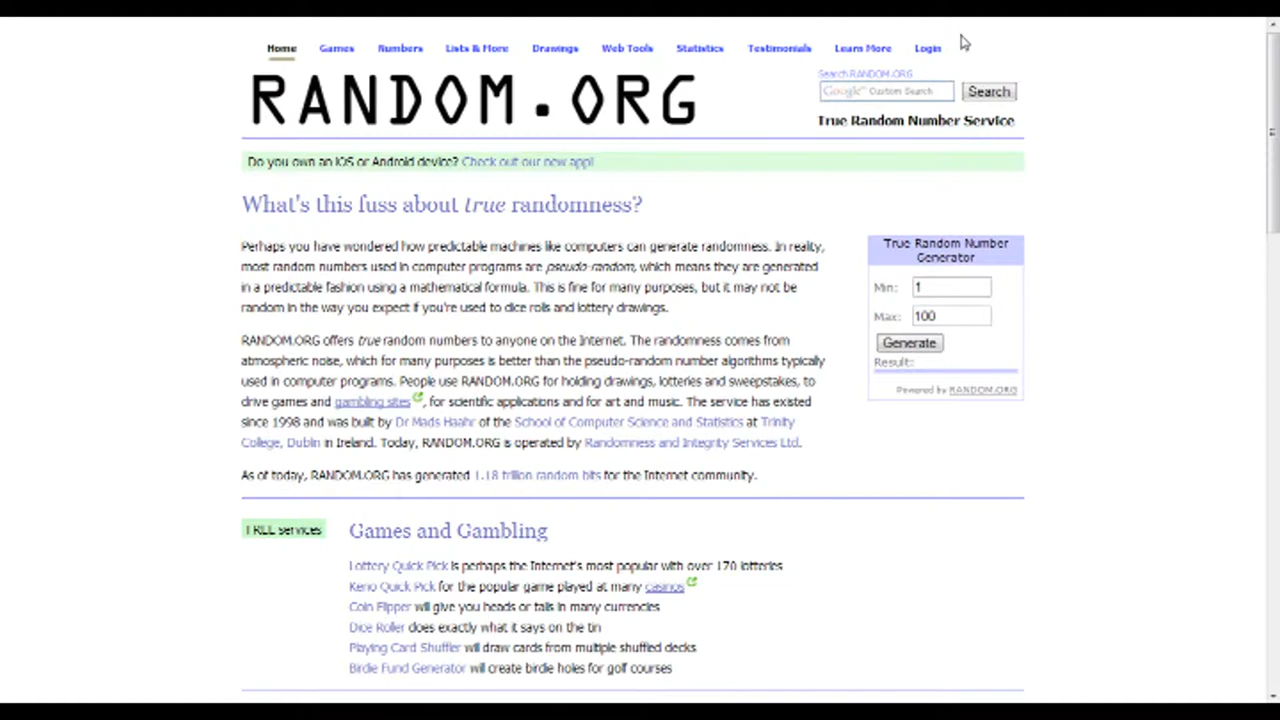 Home Games Numbers Lists & More Drawings Web Tools Statistics Testimonials Learn More Login
RANDOM.ORG
Search RANDOM.ORG
Google™ Custom Search Search
True Random Number Service
Do you own an iOS or Android device? Check out our new app!
What's this fuss about true randomness?
Perhaps you have wondered how predictable machines like computers can generate randomness. In reality,
most random numbers used in computer programs are pseudo-random, which means they are generated
in a predictable fashion using a mathematical formula. This is fine for many purposes, but it may not be
random in the way you expect if you're used to dice rolls and lottery drawings.
RANDOM.ORG offers true random numbers to anyone on the Internet. The randomness comes from
atmospheric noise, which for many purposes is better than the pseudo-random number algorithms typically
used in computer programs. People use RANDOM.ORG for holding drawings, lotteries and sweepstakes, to
drive games and gambling sites, for scientific applications and for art and music. The service has existed
since 1998 and was built by Dr Mads Haahr of the School of Computer Science and Statistics at Trinity
College, Dublin in Ireland. Today, RANDOM.ORG is operated by Randomness and Integrity Services Ltd.
As of today, RANDOM.ORG has generated 1.18 trillion random bits for the Internet community.
True Random Number
Generator
Min: 1
Max: 100
Generate
Result:
Powered by RANDOM.ORG
FREE services
Games and Gambling
Lottery Quick Pick is perhaps the Internet's most popular with over 170 lotteries
Keno Quick Pick for the popular game played at many casinos
Coin Flipper will give you heads or tails in many currencies
Dice Roller does exactly what it says on the tin
Playing Card Shuffler will draw cards from multiple shuffled decks
Birdie Fund Generator will create birdie holes for golf courses